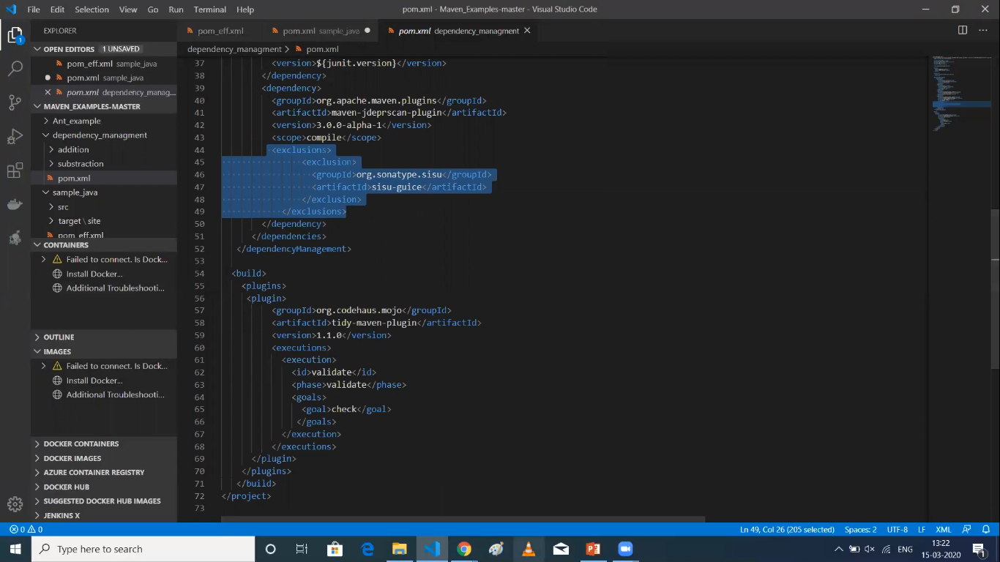 File Edit Selection View Go Run Terminal Help
pom.xml - Maven_Examples-master - Visual Studio Code
EXPLORER
OPEN EDITORS 1 UNSAVED
pom_eff.xml sample_java
pom.xml sample_java
pom.xml dependency_manag...
MAVEN_EXAMPLES-MASTER
Ant_example
dependency_managment
addition
substraction
pom.xml
sample_java
src
target \ site
pom_eff.xml
CONTAINERS
Failed to connect. Is Dock...
Install Docker...
Additional Troubleshooti...
OUTLINE
IMAGES
Failed to connect. Is Dock...
Install Docker...
Additional Troubleshooti...
DOCKER CONTAINERS
DOCKER IMAGES
AZURE CONTAINER REGISTRY
DOCKER HUB
SUGGESTED DOCKER HUB IMAGES
JENKINS X
pom_eff.xml
pom.xml sample_java
pom.xml dependency_managment
dependency_managment > pom.xml
37 <version>${junit.version}</version>
38 </dependency>
39 <dependency>
40 <groupId>org.apache.maven.plugins</groupId>
41 <artifactId>maven-jdeprscan-plugin</artifactId>
42 <version>3.0.0-alpha-1</version>
43 <scope>compile</scope>
44 <exclusions>
45 <exclusion>
46 <groupId>org.sonatype.sisu</groupId>
47 <artifactId>sisu-guice</artifactId>
48 </exclusion>
49 </exclusions>
50 </dependency>
51 </dependencies>
52 </dependencyManagement>
53
54 <build>
55 <plugins>
56 <plugin>
57 <groupId>org.codehaus.mojo</groupId>
58 <artifactId>tidy-maven-plugin</artifactId>
59 <version>1.1.0</version>
60 <executions>
61 <execution>
62 <id>validate</id>
63 <phase>validate</phase>
64 <goals>
65 <goal>check</goal>
66 </goals>
67 </execution>
68 </executions>
69 </plugin>
70 </plugins>
71 </build>
72 </project>
73
0 0
Ln 49, Col 26 (205 selected) Spaces: 2 UTF-8 LF XML
Type here to search
ENG
13:22
15-03-2020